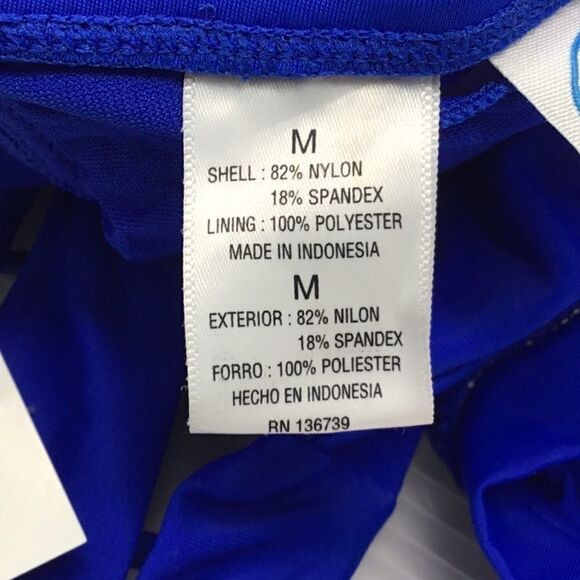 M
SHELL : 82% NYLON
18% SPANDEX
LINING : 100% POLYESTER
MADE IN INDONESIA
M
EXTERIOR : 82% NILON
18% SPANDEX
FORRO : 100% POLIESTER
HECHO EN INDONESIA
RN 136739